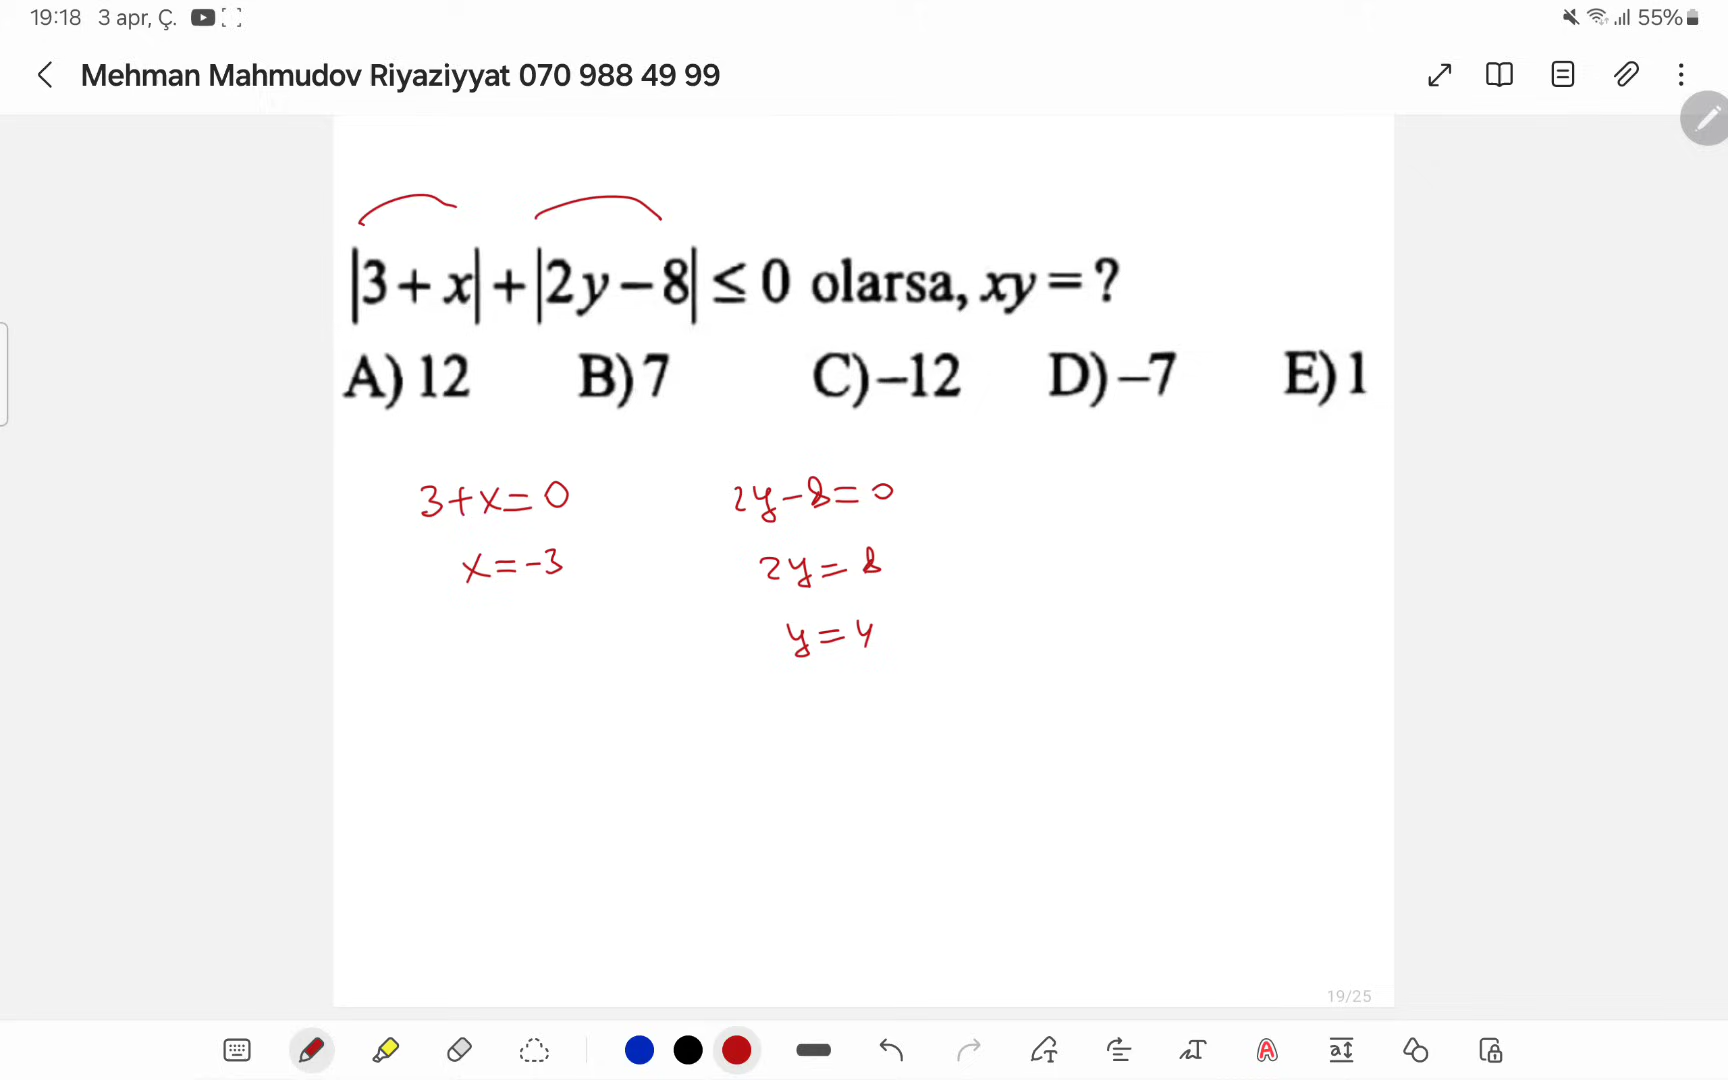 19:18 3 apr, Ç. 55%
Mehman Mahmudov Riyaziyyat 070 988 49 99
|3 + x| + |2y – 8| ≤ 0 olarsa, xy = ?
A) 12 B) 7 C) –12 D) –7 E) 1
3+x=0 2y-8=0
x=-3 2y=8
y=4
19/25